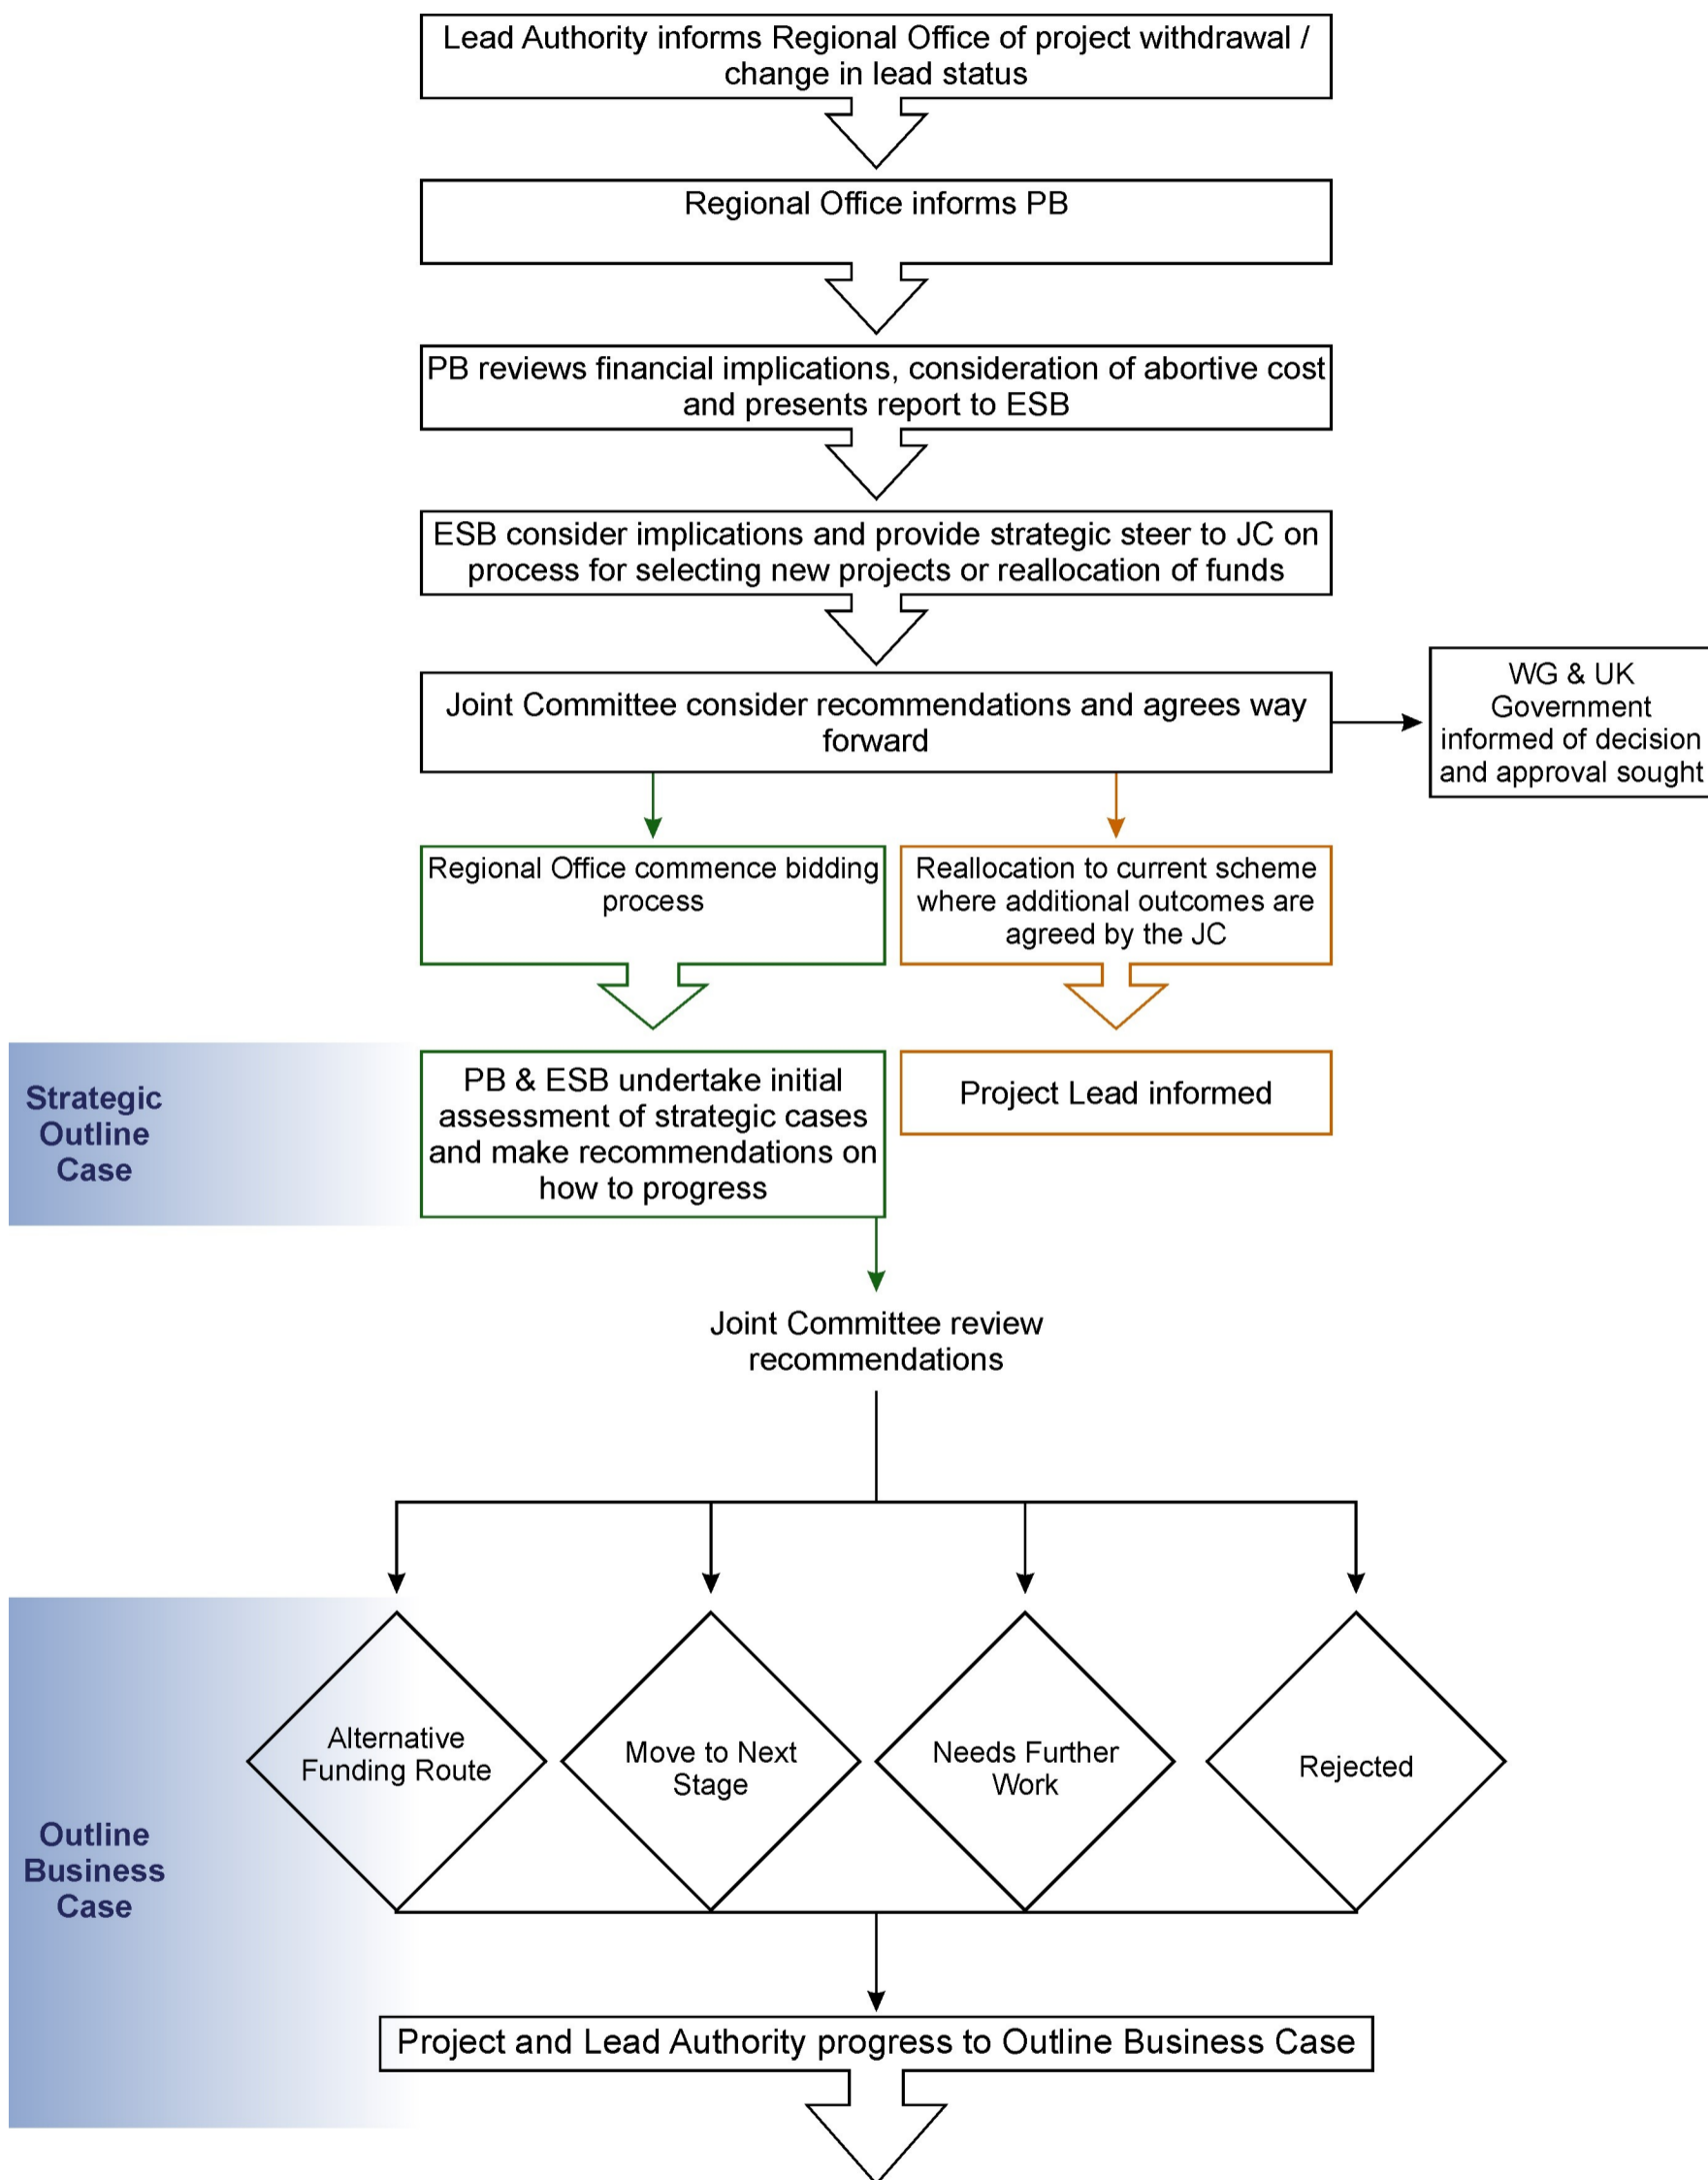 Lead Authority informs Regional Office of project withdrawal /
change in lead status
Regional Office informs PB
PB reviews financial implications, consideration of abortive cost
and presents report to ESB
ESB consider implications and provide strategic steer to JC on
process for selecting new projects or reallocation of funds
Joint Committee consider recommendations and agrees way
forward
WG & UK
Government
informed of decision
and approval sought
Regional Office commence bidding
process
Reallocation to current scheme
where additional outcomes are
agreed by the JC
Strategic
Outline
Case
PB & ESB undertake initial
assessment of strategic cases
and make recommendations on
how to progress
Project Lead informed
Joint Committee review
recommendations
Alternative
Funding Route
Move to Next
Stage
Needs Further
Work
Rejected
Outline
Business
Case
Project and Lead Authority progress to Outline Business Case